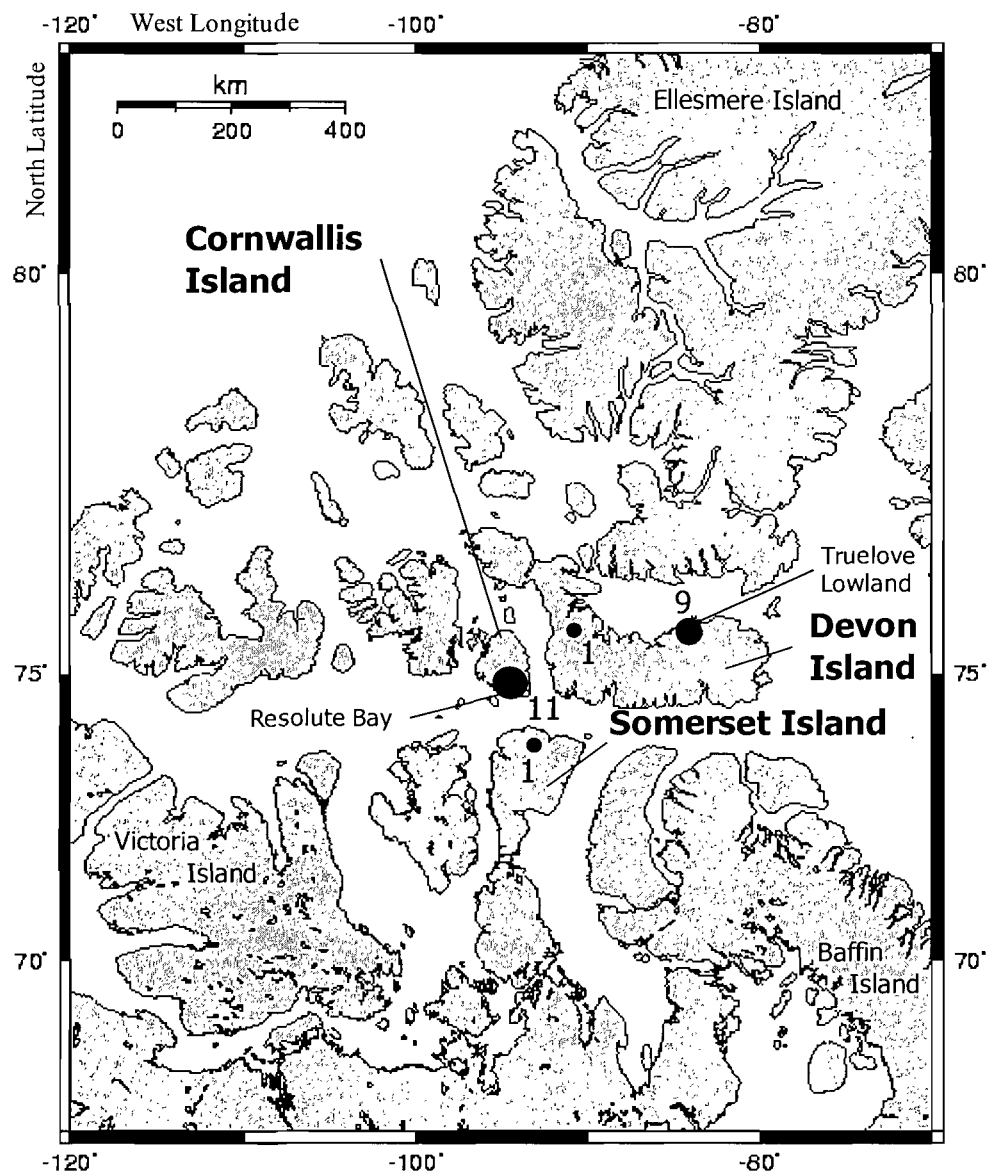 -120˚ West Longitude -100˚ -80˚
North Latitude
km
0 200 400
Ellesmere Island
Cornwallis
Island
80˚ 80˚
Truelove
Lowland
9
Devon
Island
1
75˚ 75˚
Resolute Bay
11
Somerset Island
1
Victoria
Island
Baffin
Island
70˚ 70˚
-120˚ -100˚ -80˚